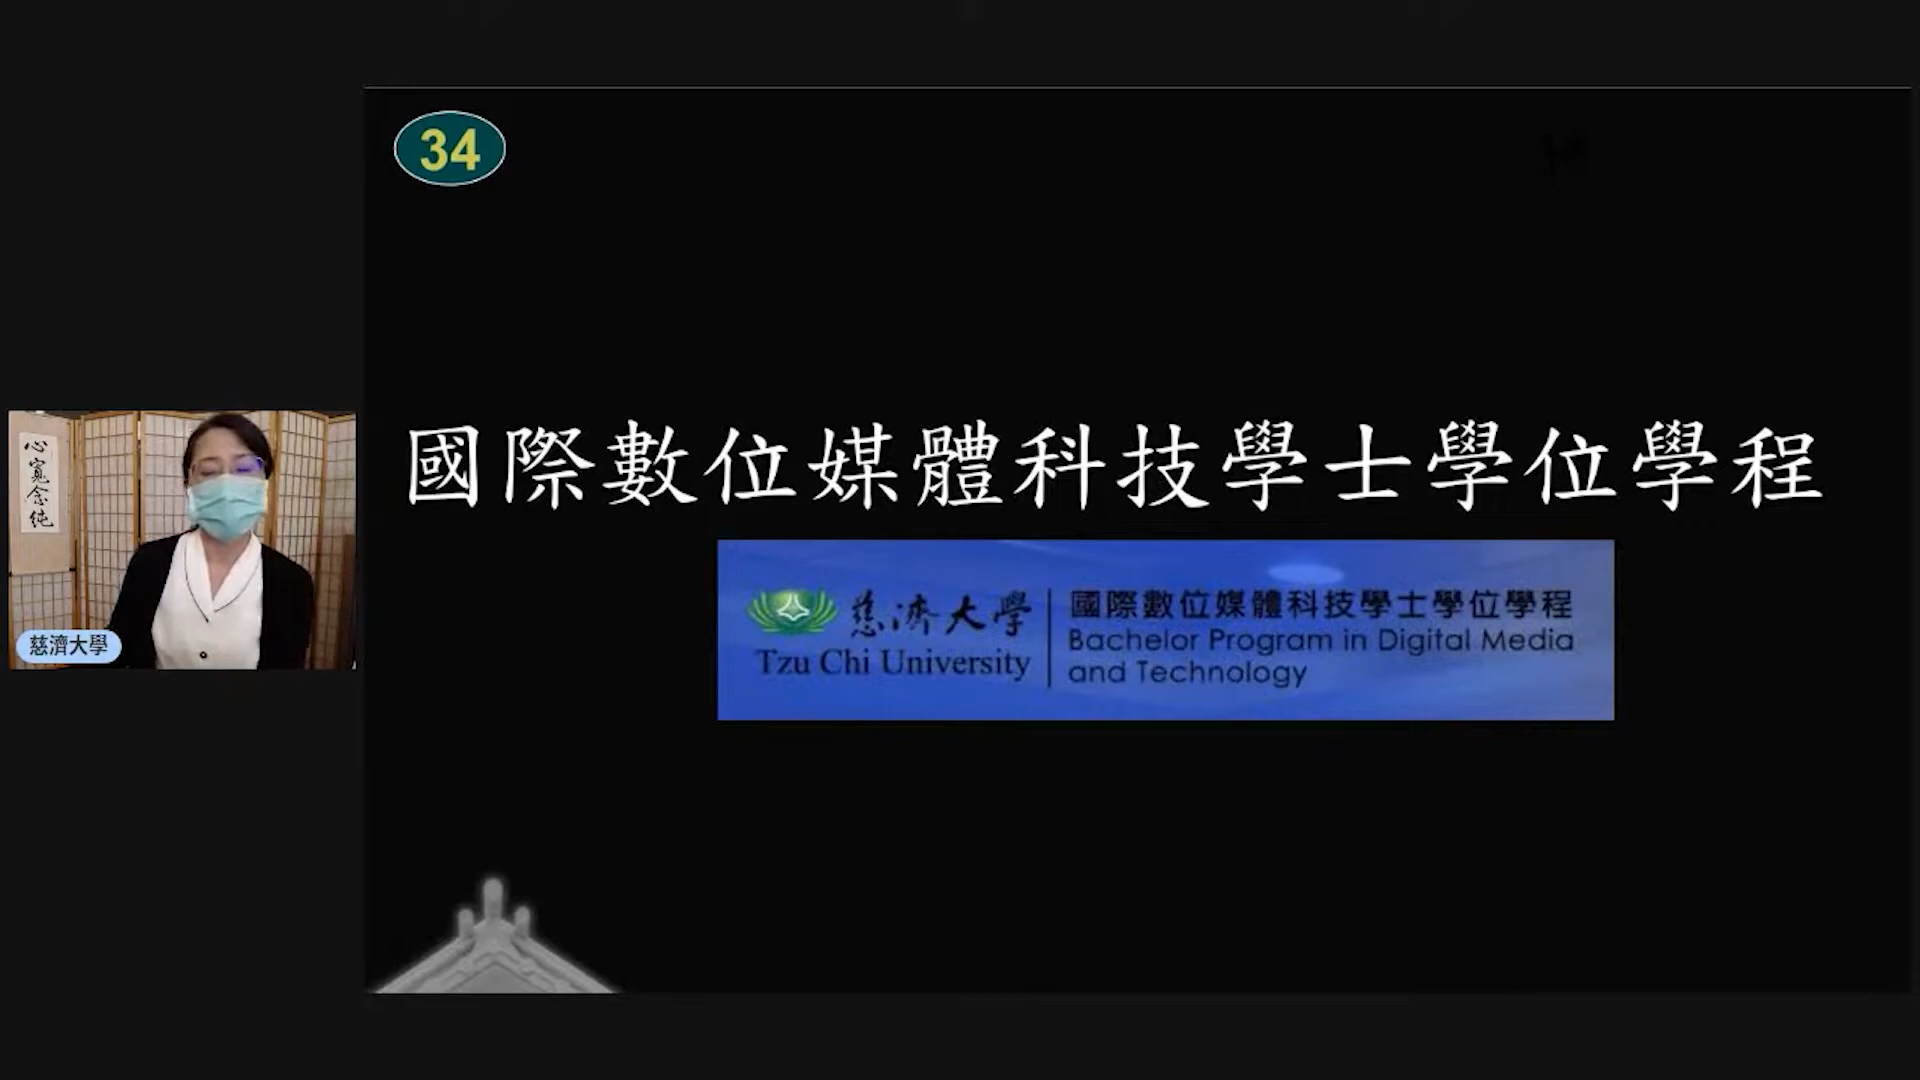 34
國際數位媒體科技學士學位學程
慈濟大學
Tzu Chi University
國際數位媒體科技學士學位學程
Bachelor Program in Digital Media
and Technology
心寬念純
慈濟大學